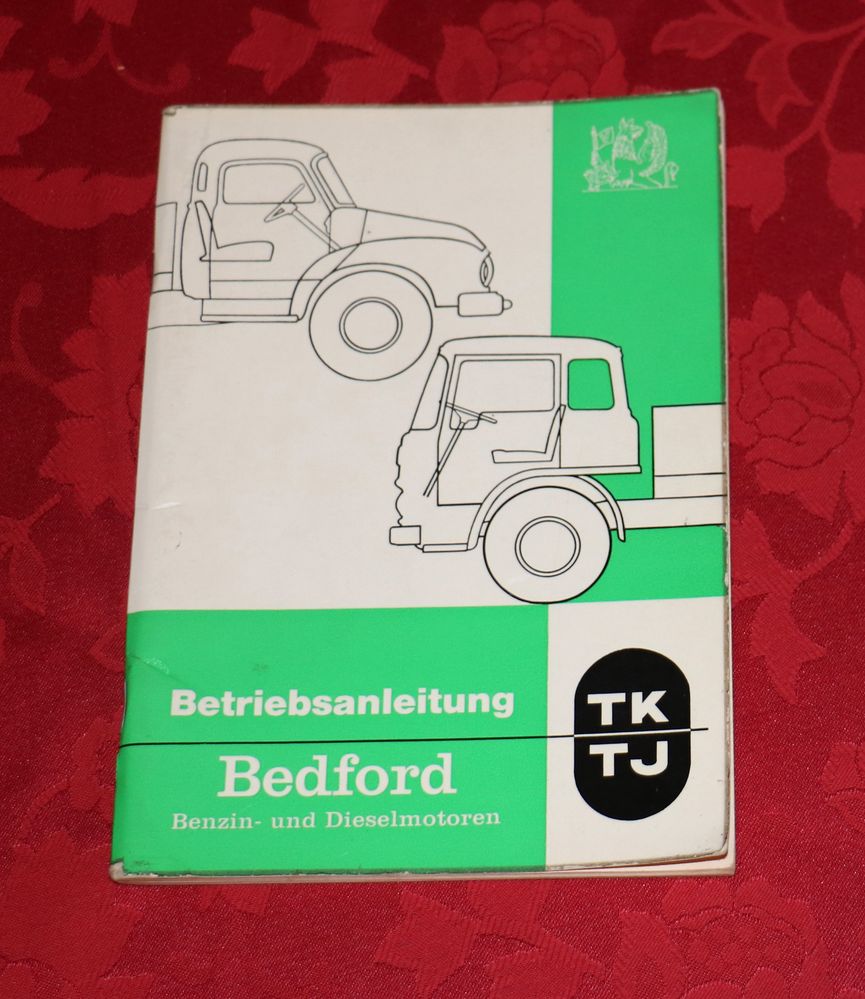 Betriebsanleitung
TK
TJ
Bedford
Benzin- und Dieselmotoren